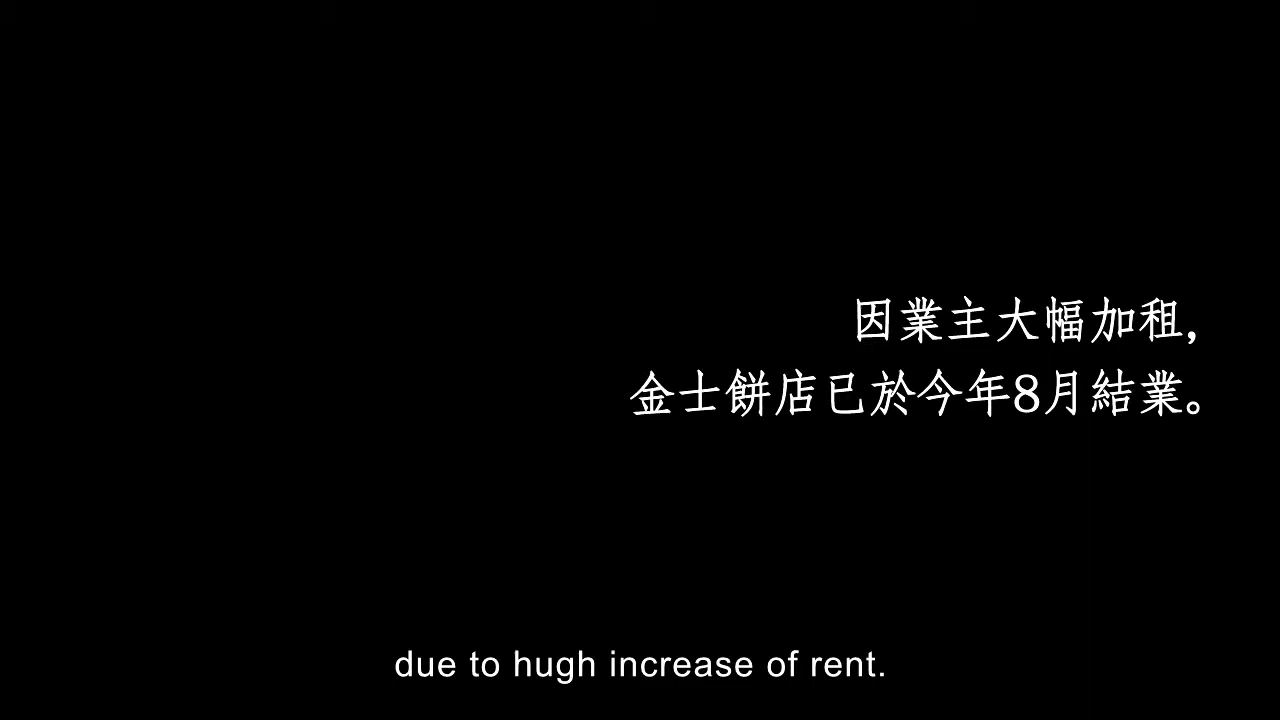 因業主大幅加租,
金士餅店已於今年8月結業。
due to hugh increase of rent.